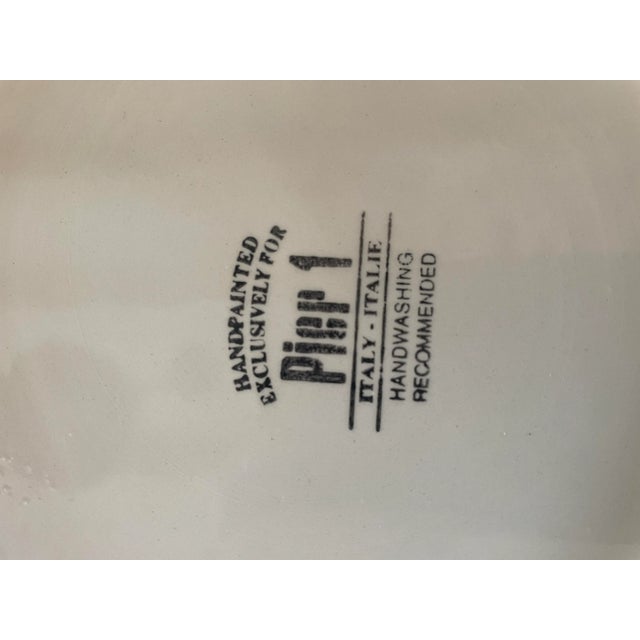 HANDPAINTED
EXCLUSIVELY FOR
Pier 1
ITALY - ITALIE
HANDWASHING
RECOMMENDED